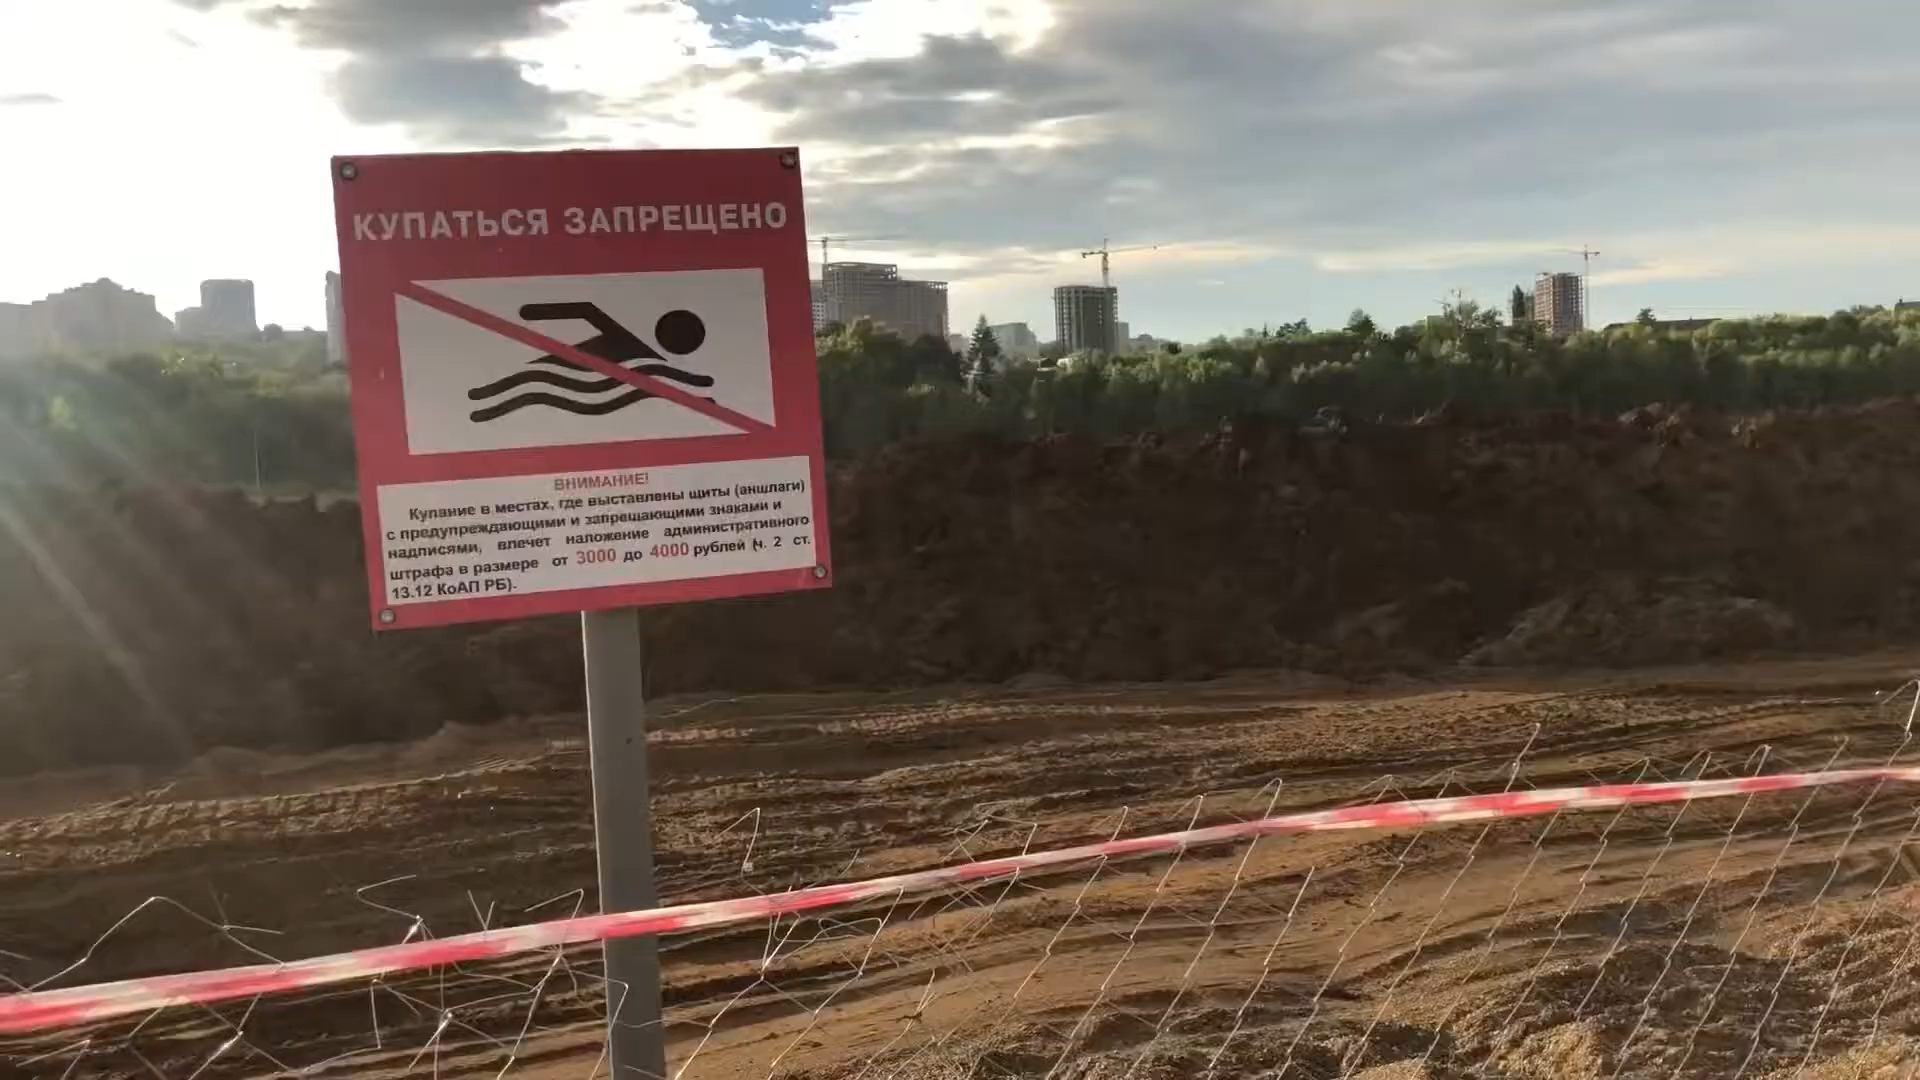 КУПАТЬСЯ ЗАПРЕЩЕНО
ВНИМАНИЕ!
Купание в местах, где выставлены щиты (аншлаги)
с предупреждающими и запрещающими знаками и
надписями, влечет наложение административного
штрафа в размере от 3000 до 4000 рублей (ч. 2 ст.
13.12 КоАП РБ).